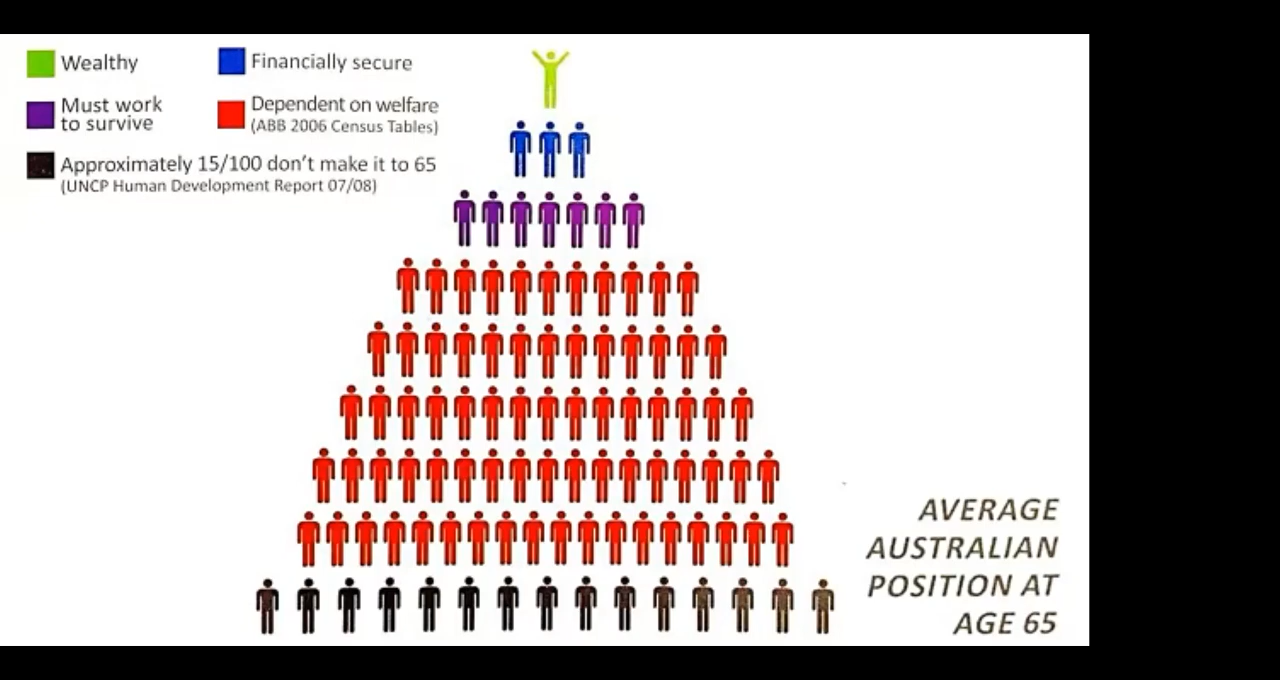 Wealthy
Financially secure
Must work
to survive
Dependent on welfare
(ABB 2006 Census Tables)
Approximately 15/100 don't make it to 65
(UNCP Human Development Report 07/08)
AVERAGE
AUSTRALIAN
POSITION AT
AGE 65